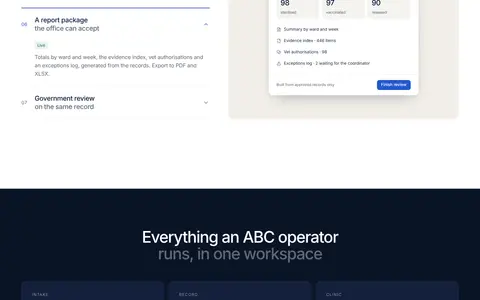 06
A report package
the office can accept
Live
Totals by ward and week, the evidence index, vet authorisations and
an exceptions log, generated from the records. Export to PDF and
XLSX.
07
Government review
on the same record
98
97
90
Sterilised
vaccinated
released
Summary by ward and week
Evidence index · 646 items
Vet authorisations · 98
Exceptions log · 2 waiting for the coordinator
Built from approved records only
Finish review
Everything an ABC operator
runs, in one workspace
INTAKE
RECORD
CLINIC